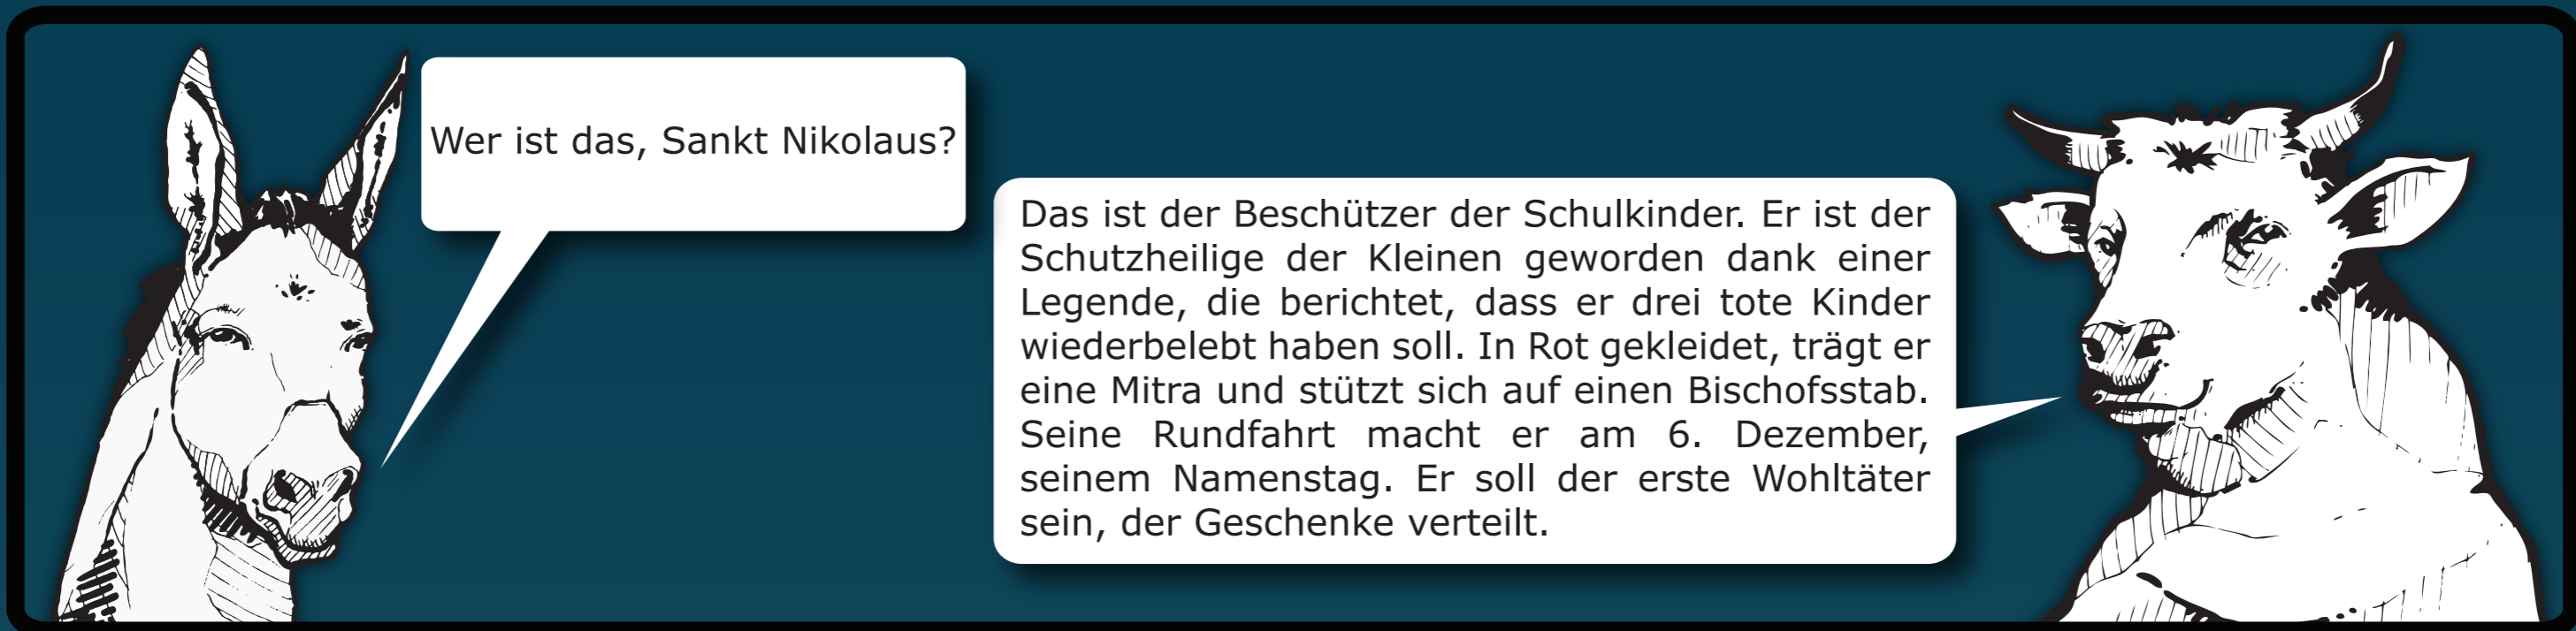 Wer ist das, Sankt Nikolaus?
Das ist der Beschützer der Schulkinder. Er ist der
Schutzheilige der Kleinen geworden dank einer
Legende, die berichtet, dass er drei tote Kinder
wiederbelebt haben soll. In Rot gekleidet, trägt er
eine Mitra und stützt sich auf einen Bischofsstab.
Seine Rundfahrt macht er am 6. Dezember,
seinem Namenstag. Er soll der erste Wohltäter
sein, der Geschenke verteilt.